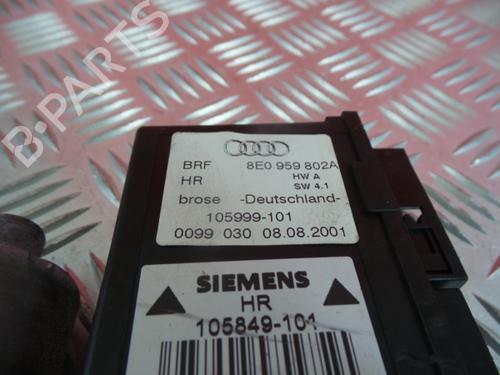 B-PARTS
BRF 8E0 959 802A
HR HW A
SW 4.1
brose -Deutschland-
105999-101
0099 030 08.08.2001
SIEMENS
HR
105849-101